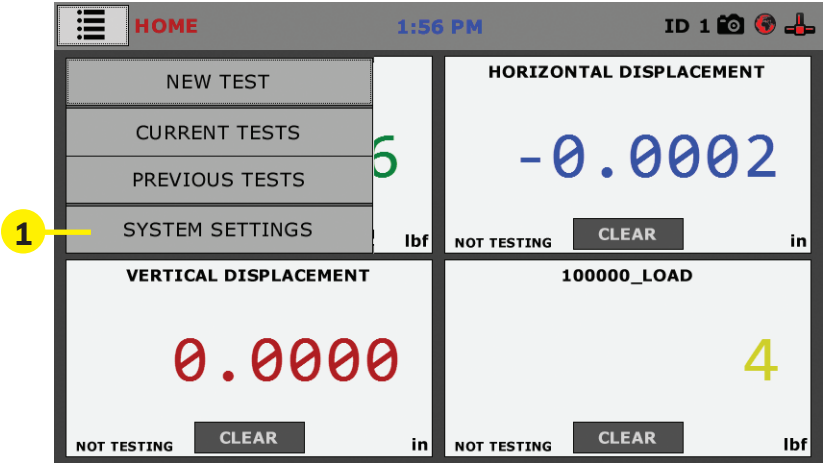 HOME 1:56 PM ID 1
NEW TEST
CURRENT TESTS
PREVIOUS TESTS
SYSTEM SETTINGS
1
6
lbf
HORIZONTAL DISPLACEMENT
-0.0002
NOT TESTING CLEAR in
VERTICAL DISPLACEMENT
0.0000
NOT TESTING CLEAR in
100000_LOAD
4
NOT TESTING CLEAR lbf